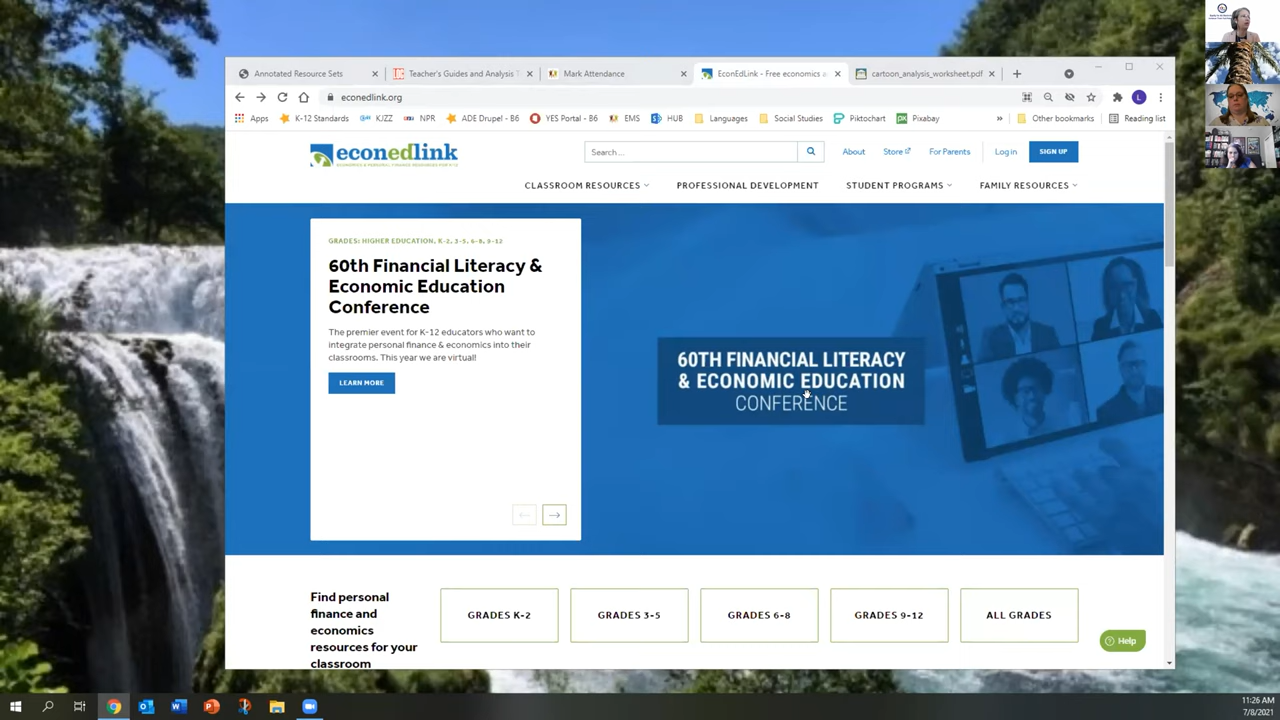 Annotated Resource Sets
Teacher's Guides and Analysis T
Mark Attendance
EconEdLink - Free economics a
cartoon_analysis_worksheet.pdf
econedlink.org
L
Apps
K-12 Standards
KJZZ
NPR
ADE Drupel - B6
YES Portal - B6
EMS
HUB
Languages
Social Studies
Piktochart
Pixabay
»
Other bookmarks
Reading list
econedlink
Search ...
About
Store
For Parents
Log in
SIGN UP
CLASSROOM RESOURCES
PROFESSIONAL DEVELOPMENT
STUDENT PROGRAMS
FAMILY RESOURCES
GRADES: HIGHER EDUCATION, K-2, 3-5, 6-8, 9-12
60th Financial Literacy &
Economic Education
Conference
The premier event for K-12 educators who want to
integrate personal finance & economics into their
classrooms. This year we are virtual!
LEARN MORE
60TH FINANCIAL LITERACY
& ECONOMIC EDUCATION
CONFERENCE
Find personal
finance and
economics
resources for your
classroom
GRADES K-2
GRADES 3-5
GRADES 6-8
GRADES 9-12
ALL GRADES
Help
11:26 AM
7/8/2021